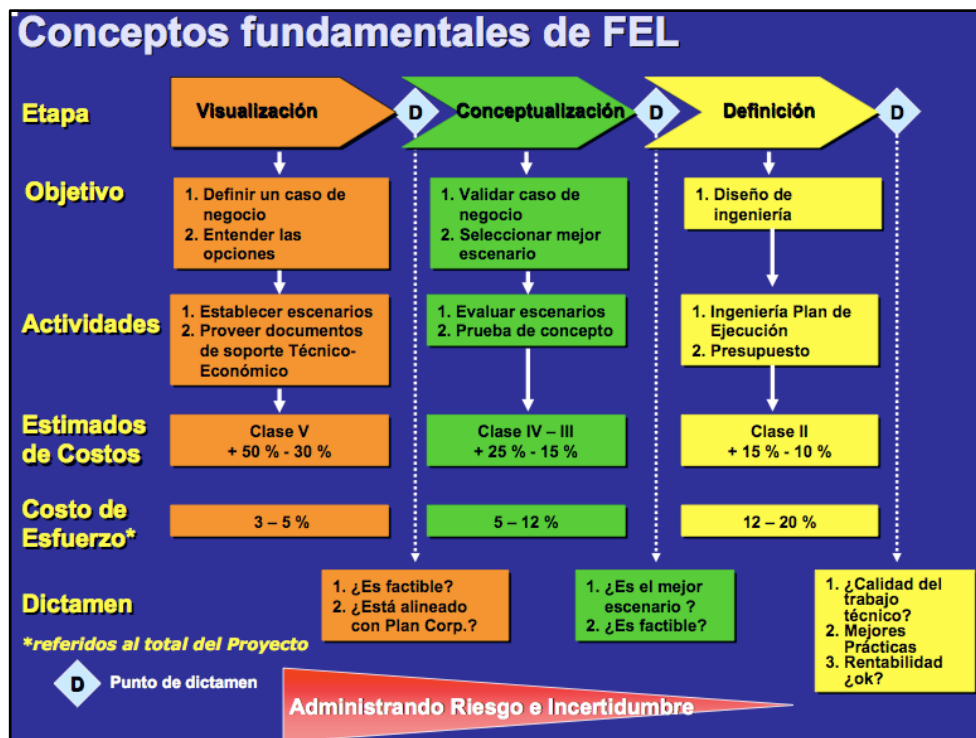 Conceptos fundamentales de FEL
Etapa
Visualización
D
Conceptualización
D
Definición
D
Objetivo
1. Definir un caso de
negocio
2. Entender las
opciones
1. Validar caso de
negocio
2. Seleccionar mejor
escenario
1. Diseño de
ingeniería
Actividades
1. Establecer escenarios
2. Proveer documentos
de soporte Técnico-
Económico
1. Evaluar escenarios
2. Prueba de concepto
1. Ingeniería Plan de
Ejecución
2. Presupuesto
Estimados
de Costos
Clase V
+ 50 % - 30 %
Clase IV – III
+ 25 % - 15 %
Clase II
+ 15 % - 10 %
Costo de
Esfuerzo*
3 – 5 %
5 – 12 %
12 – 20 %
Dictamen
1. ¿Es factible?
2. ¿Está alineado
con Plan Corp.?
1. ¿Es el mejor
escenario ?
2. ¿Es factible?
1. ¿Calidad del
trabajo
técnico?
2. Mejores
Prácticas
3. Rentabilidad
¿ok?
*referidos al total del Proyecto
D
Punto de dictamen
Administrando Riesgo e Incertidumbre